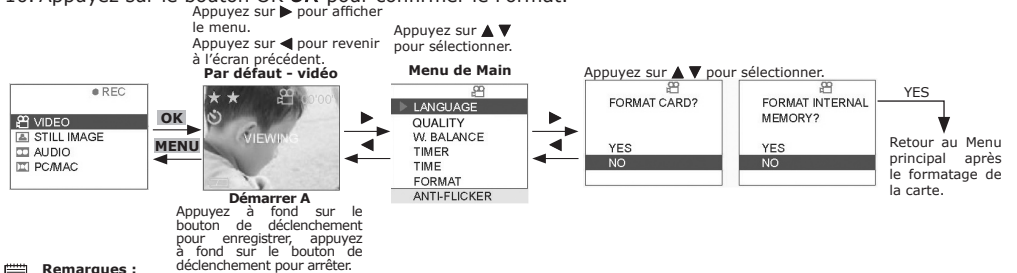 10. Appuyez sur le bouton OK OK pour confirmer le Format.
Appuyez sur ▶ pour afficher
le menu.
Appuyez sur ◀ pour revenir
à l'écran précédent.
Par défaut - vidéo
Appuyez sur ▲ ▼
pour sélectionner.
Menu de Main
Appuyez sur ▲ ▼ pour sélectionner.
REC
VIDEO
STILL IMAGE
AUDIO
PC/MAC
OK
MENU
00'00
VIEWING
LANGUAGE
QUALITY
W. BALANCE
TIMER
TIME
FORMAT
ANTI-FLICKER
FORMAT CARD?
YES
NO
FORMAT INTERNAL
MEMORY?
YES
NO
YES
Retour au Menu
principal après
le formatage de
la carte.
Démarrer A
Appuyez à fond sur le
bouton de déclenchement
pour enregistrer, appuyez
à fond sur le bouton de
déclenchement pour arrêter.
Remarques :